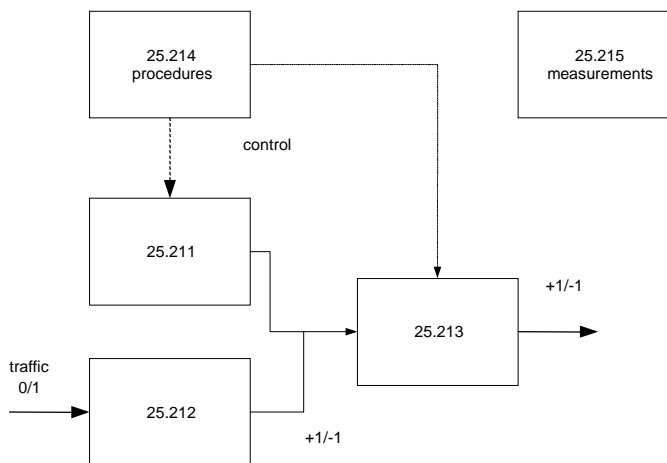 25.214
procedures
25.215
measurements
control
25.211
+1/-1
25.213
traffic
0/1
25.212
+1/-1